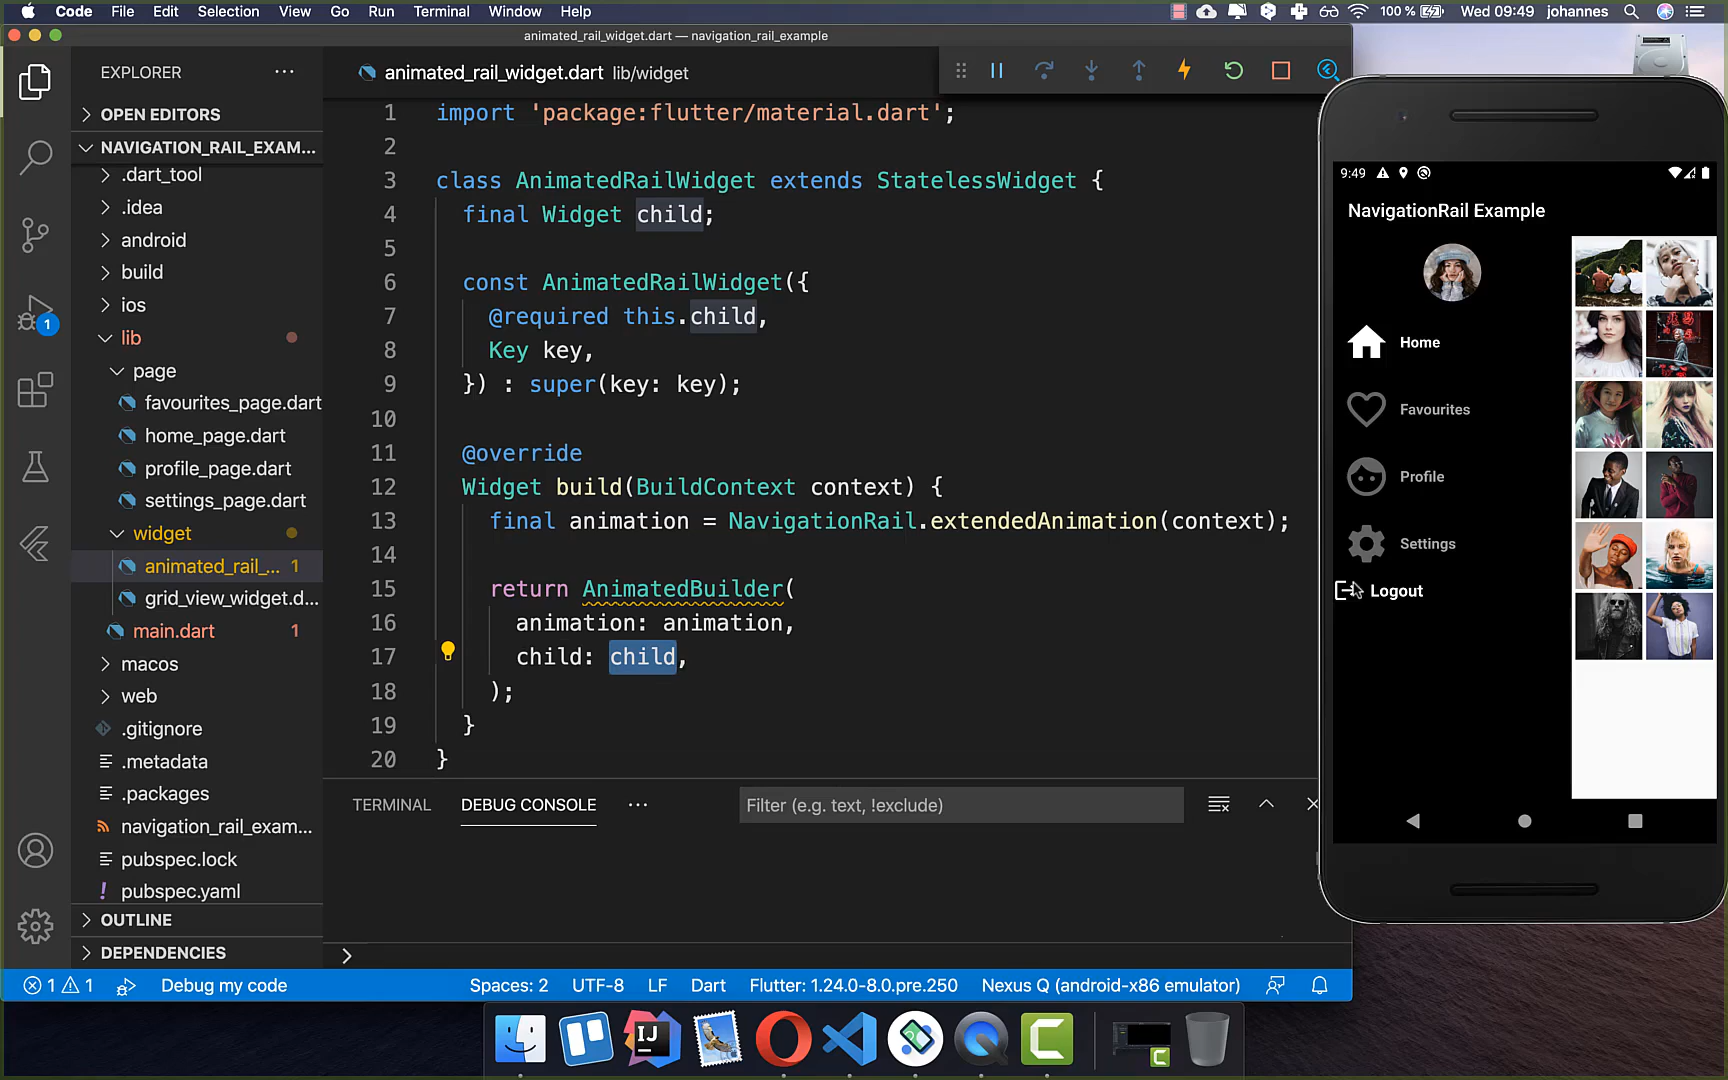 Code File Edit Selection View Go Run Terminal Window Help 100 % Wed 09:49 johannes
animated_rail_widget.dart — navigation_rail_example
EXPLORER
OPEN EDITORS
NAVIGATION_RAIL_EXAM...
.dart_tool
.idea
android
build
ios
lib
page
favourites_page.dart
home_page.dart
profile_page.dart
settings_page.dart
widget
animated_rail_... 1
grid_view_widget.d...
main.dart 1
macos
web
.gitignore
.metadata
.packages
navigation_rail_exam...
pubspec.lock
! pubspec.yaml
OUTLINE
DEPENDENCIES
1
animated_rail_widget.dart lib/widget
1 import 'package:flutter/material.dart';
2
3 class AnimatedRailWidget extends StatelessWidget {
4 final Widget child;
5
6 const AnimatedRailWidget({
7 @required this.child,
8 Key key,
9 }) : super(key: key);
10
11 @override
12 Widget build(BuildContext context) {
13 final animation = NavigationRail.extendedAnimation(context);
14
15 return AnimatedBuilder(
16 animation: animation,
17 child: child,
18 );
19 }
20 }
TERMINAL DEBUG CONSOLE Filter (e.g. text, !exclude)
1 1 Debug my code Spaces: 2 UTF-8 LF Dart Flutter: 1.24.0-8.0.pre.250 Nexus Q (android-x86 emulator)
9:49
NavigationRail Example
Home
Favourites
Profile
Settings
Logout
IJ